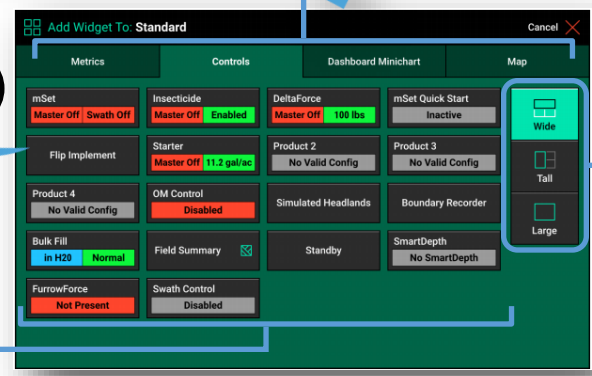 Add Widget To: Standard
Cancel
Metrics
Controls
Dashboard Minichart
Map
mSet
Master Off Swath Off
Insecticide
Master Off Enabled
DeltaForce
Master Off 100 lbs
mSet Quick Start
Inactive
Wide
Flip Implement
Starter
Master Off 11.2 gal/ac
Product 2
No Valid Config
Product 3
No Valid Config
Tall
Product 4
No Valid Config
OM Control
Disabled
Simulated Headlands
Boundary Recorder
Large
Bulk Fill
in H20 Normal
Field Summary
Standby
SmartDepth
No SmartDepth
FurrowForce
Not Present
Swath Control
Disabled